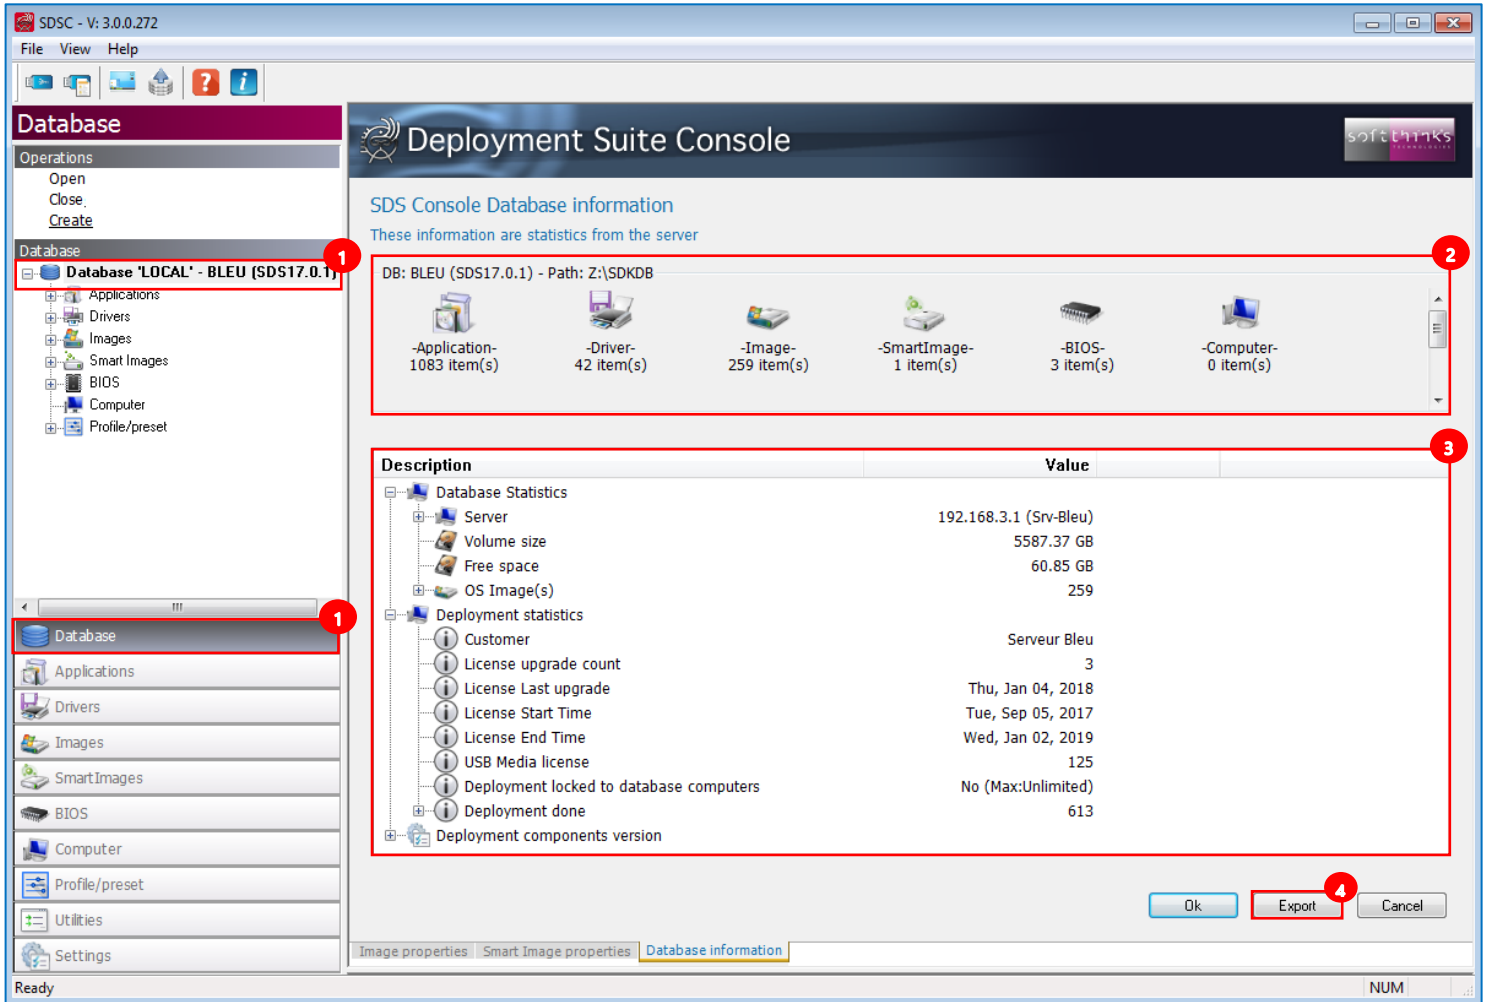 SDSC - V: 3.0.0.272
File View Help
Database
Operations
Open
Close
Create
Database
1
Database 'LOCAL' - BLEU (SDS17.0.1)
Applications
Drivers
Images
Smart Images
BIOS
Computer
Profile/preset
1
Database
Applications
Drivers
Images
SmartImages
BIOS
Computer
Profile/preset
Utilities
Settings
Deployment Suite Console
softthinks
TECHNOLOGIES
SDS Console Database information
These information are statistics from the server
2
DB: BLEU (SDS17.0.1) - Path: Z:\SDKDB
-Application- -Driver- -Image- -SmartImage- -BIOS- -Computer-
1083 item(s) 42 item(s) 259 item(s) 1 item(s) 3 item(s) 0 item(s)
3
Description Value
Database Statistics
Server 192.168.3.1 (Srv-Bleu)
Volume size 5587.37 GB
Free space 60.85 GB
OS Image(s) 259
Deployment statistics
Customer Serveur Bleu
License upgrade count 3
License Last upgrade Thu, Jan 04, 2018
License Start Time Tue, Sep 05, 2017
License End Time Wed, Jan 02, 2019
USB Media license 125
Deployment locked to database computers No (Max:Unlimited)
Deployment done 613
Deployment components version
4
Ok Export Cancel
Image properties Smart Image properties Database information
Ready NUM